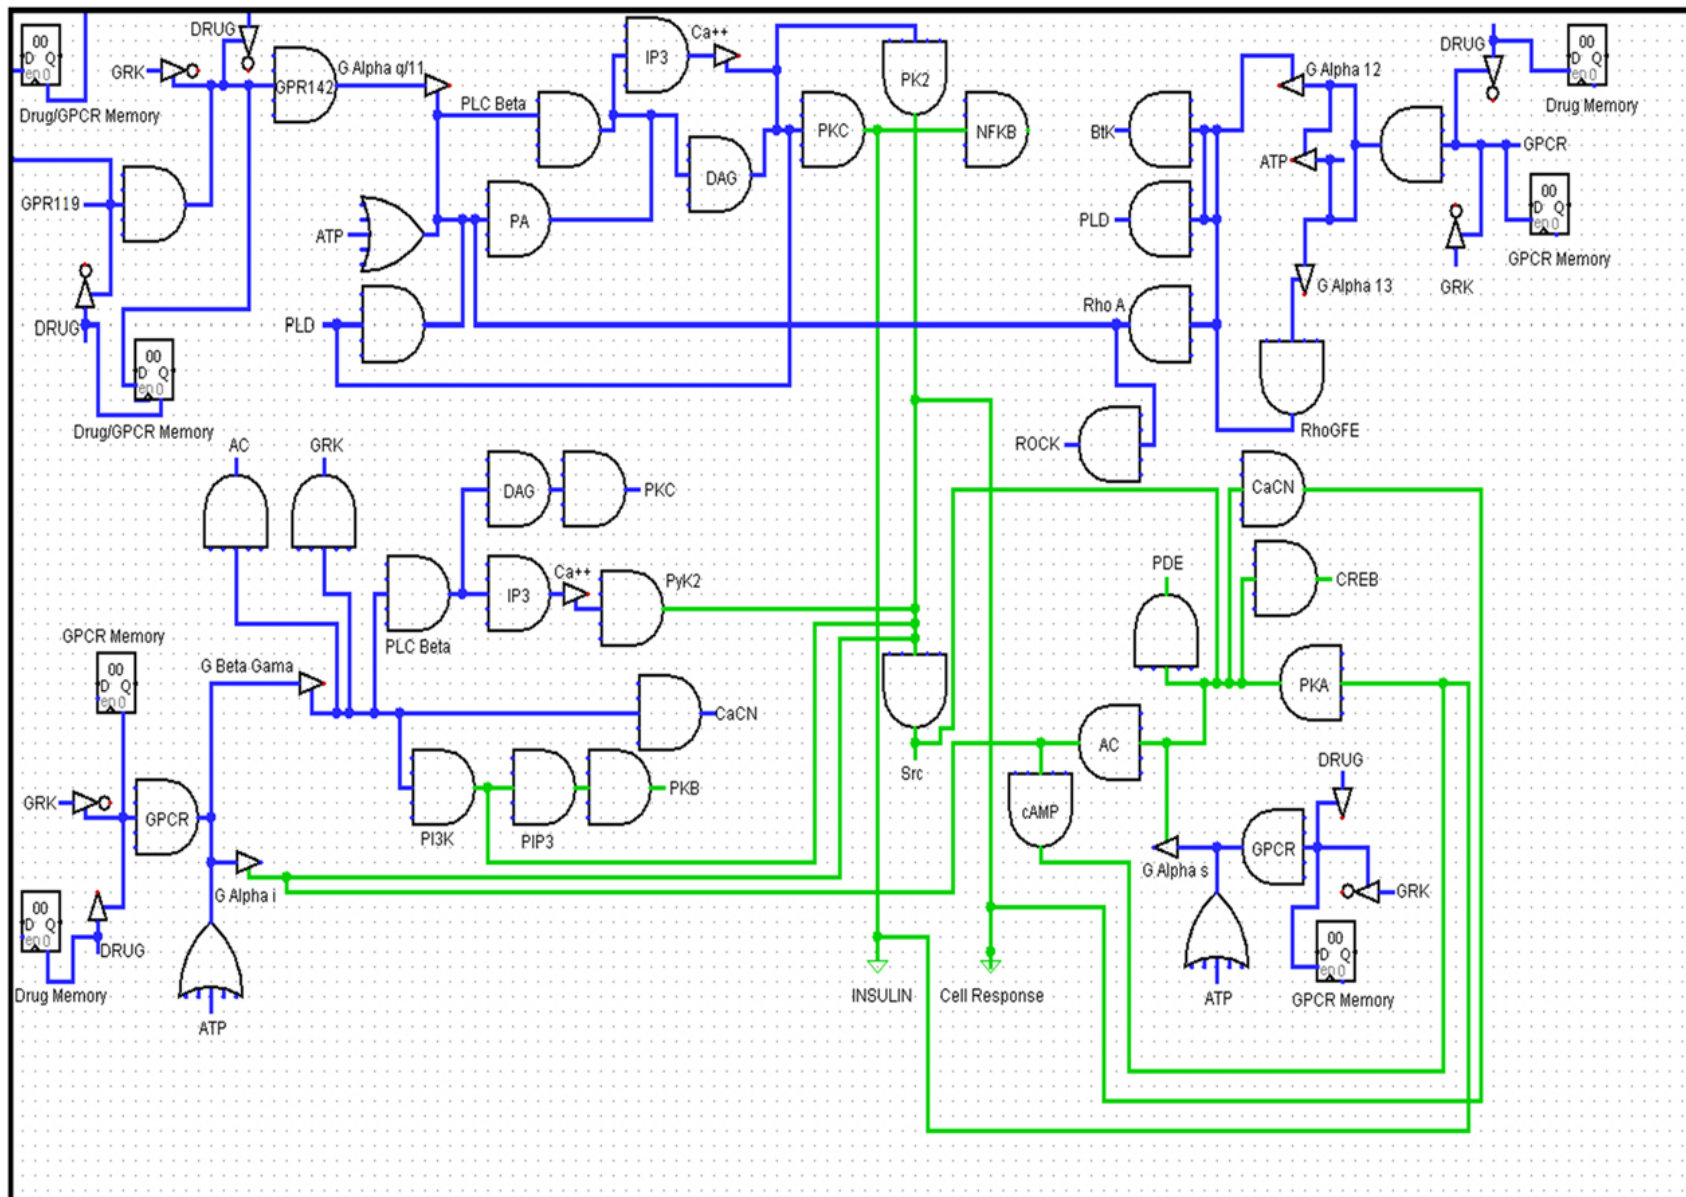 00
D Q
en 0
Drug/GPCR Memory
DRUG
GRK
GPR142
G Alpha q/11
PLC Beta
IP3
Ca++
PK2
PKC
NFKB
DAG
PA
GPR119
ATP
DRUG
PLD
00
D Q
en 0
Drug/GPCR Memory
BtK
PLD
Rho A
ROCK
G Alpha 12
ATP
G Alpha 13
RhoGFE
DRUG
00
D Q
en 0
Drug Memory
GPCR
00
D Q
en 0
GPCR Memory
GRK
AC
GRK
DAG
PKC
PLC Beta
IP3
Ca++
PyK2
GPCR Memory
00
D Q
en 0
G Beta Gama
CaCN
GRK
GPCR
PI3K
PIP3
PKB
G Alpha i
00
D Q
en 0
Drug Memory
DRUG
ATP
Src
INSULIN
Cell Response
CaCN
CREB
PDE
PKA
AC
cAMP
DRUG
GPCR
G Alpha s
GRK
00
D Q
en 0
GPCR Memory
ATP